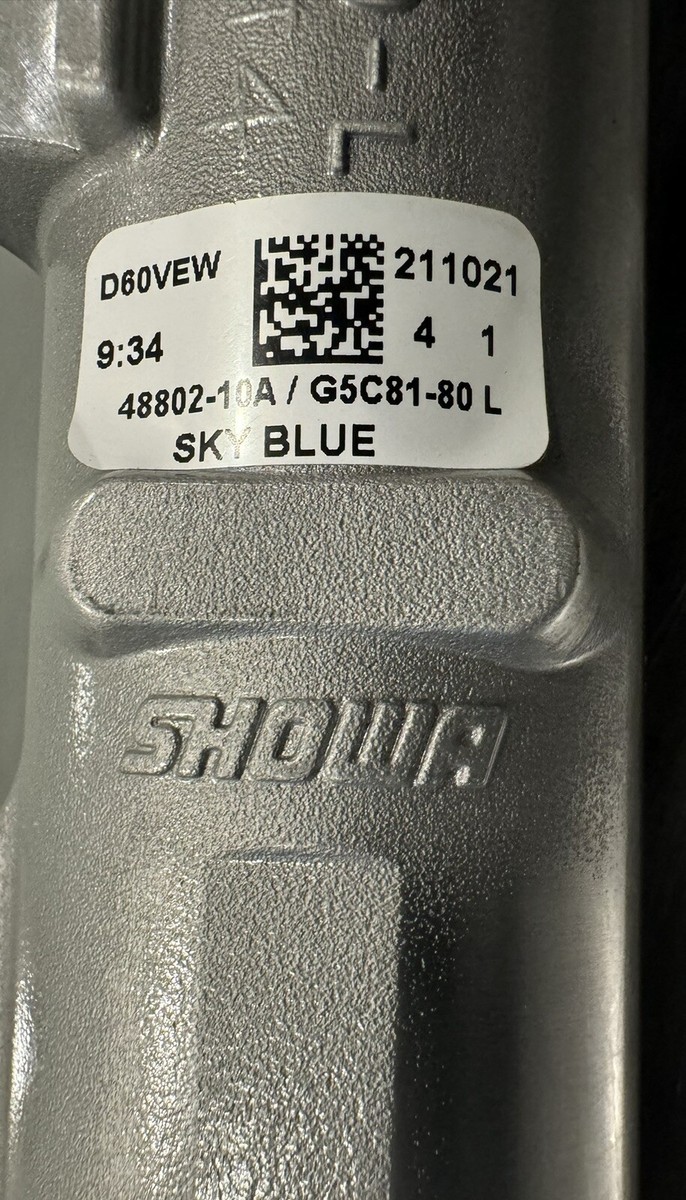 D60VEW 211021
9:34 4 1
48802-10A / G5C81-80 L
SKY BLUE
SHOWA